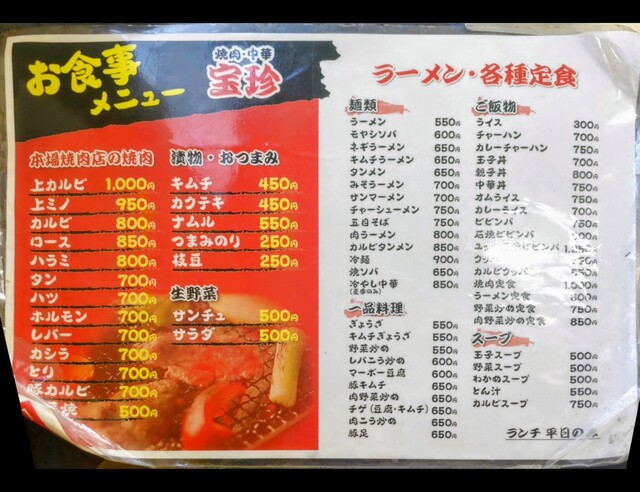 お食事
メニュー
焼肉・中華
宝珍
本場焼肉店の焼肉
上カルビ 1,000円
上ミノ 950円
カルビ 800円
ロース 850円
ハラミ 800円
タン 700円
ハツ 700円
ホルモン 700円
レバー 700円
カシラ 700円
とり 700円
豚カルビ 700円
500円
漬物・おつまみ
キムチ 450円
カクテキ 450円
ナムル 550円
つまみのり 250円
枝豆 250円
生野菜
サンチュ 500円
サラダ 500円
ラーメン・各種定食
麺類
ラーメン 550円
モヤシソバ 600円
ネギラーメン 650円
キムチラーメン 650円
タンメン 650円
みそラーメン 700円
サンマーメン 700円
チャーシューメン 750円
五目そば 750円
肉ラーメン 800円
カルビタンメン 850円
冷麺 900円
焼ソバ 650円
冷やし中華 850円
(夏季のみ)
一品料理
ぎょうざ 550円
キムチぎょうざ 550円
野菜炒め 550円
レバニラ炒め 600円
マーボー豆腐 600円
豚キムチ 650円
肉野菜炒め 650円
チゲ(豆腐・キムチ) 650円
肉ニラ炒め 650円
豚足 650円
ご飯物
ライス 300円
チャーハン 700円
カレーチャーハン 750円
玉子丼 700円
親子丼 800円
中華丼 750円
オムライス 750円
カレーライス 700円
ビビンバ 750円
石焼ビビンバ
カルビクッパ
焼肉定食 1,000円
ラーメン定食 800円
野菜炒め定食 750円
肉野菜炒め定食 850円
スープ
玉子スープ 500円
野菜スープ 500円
わかめスープ 500円
とん汁 550円
カルビスープ 750円
ランチ 平日の